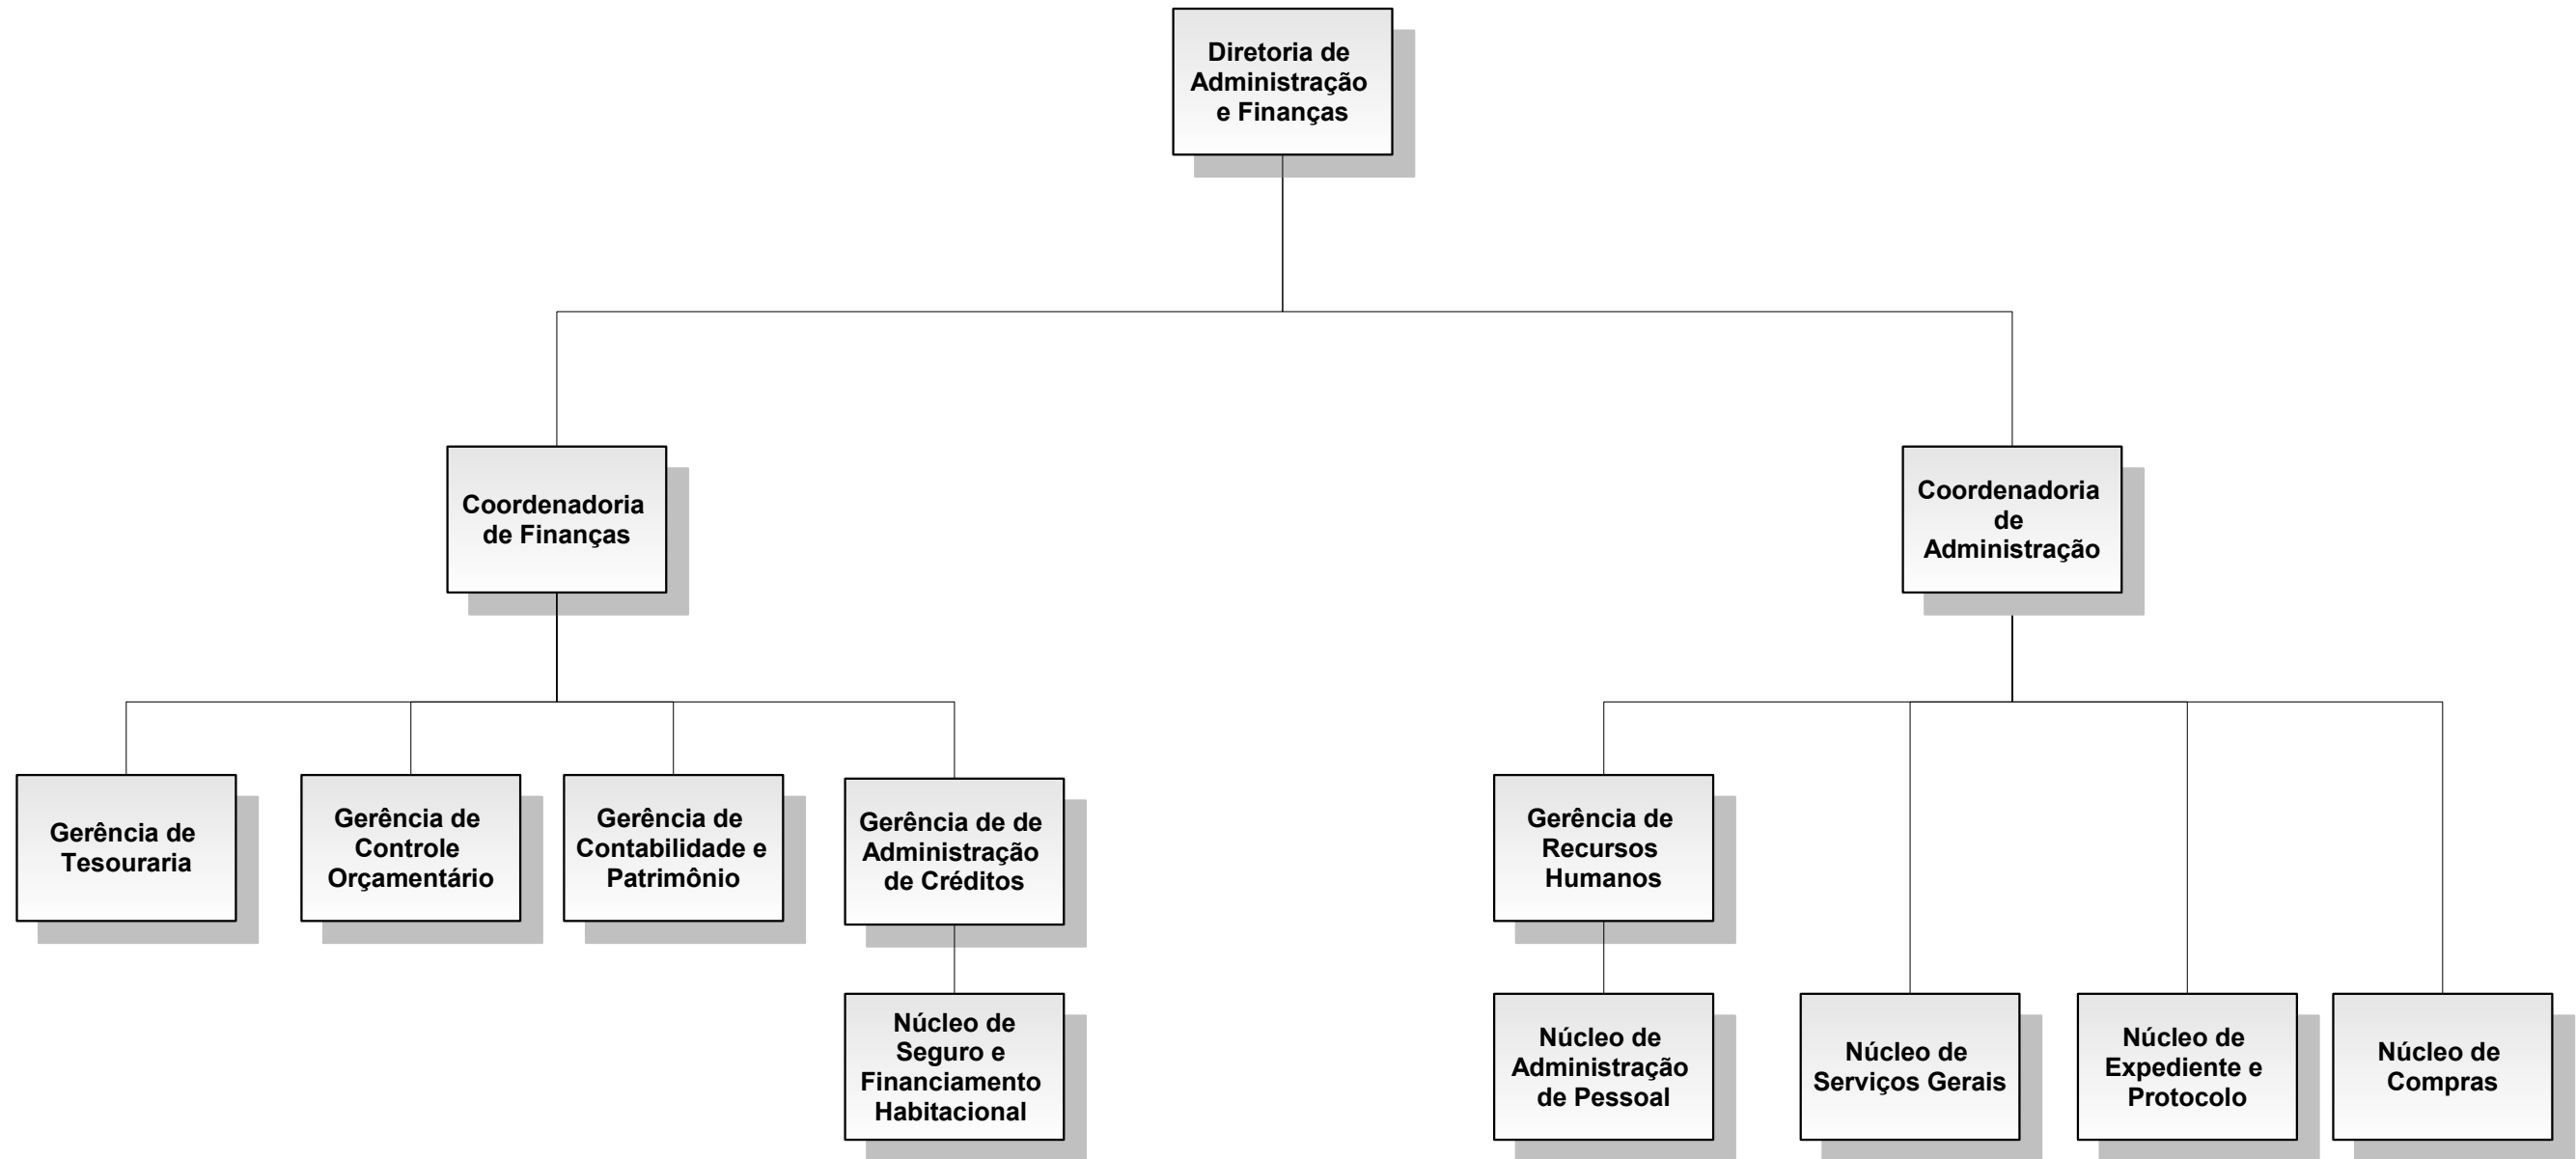 Diretoria de
Administração
e Finanças
Coordenadoria
de Finanças
Coordenadoria
de
Administração
Gerência de
Tesouraria
Gerência de
Controle
Orçamentário
Gerência de
Contabilidade e
Patrimônio
Gerência de de
Administração
de Créditos
Gerência de
Recursos
Humanos
Núcleo de
Seguro e
Financiamento
Habitacional
Núcleo de
Administração
de Pessoal
Núcleo de
Serviços Gerais
Núcleo de
Expediente e
Protocolo
Núcleo de
Compras